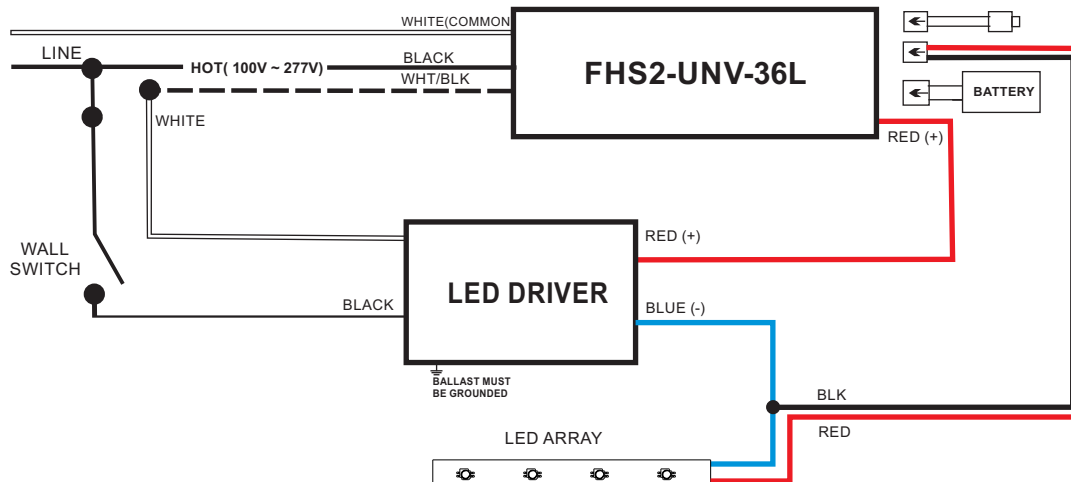 WHITE(COMMON
LINE
HOT( 100V ~ 277V)
BLACK
WHT/BLK
WHITE
FHS2-UNV-36L
BATTERY
RED (+)
WALL
SWITCH
BLACK
LED DRIVER
RED (+)
BLUE (-)
BALLAST MUST
BE GROUNDED
BLK
RED
LED ARRAY